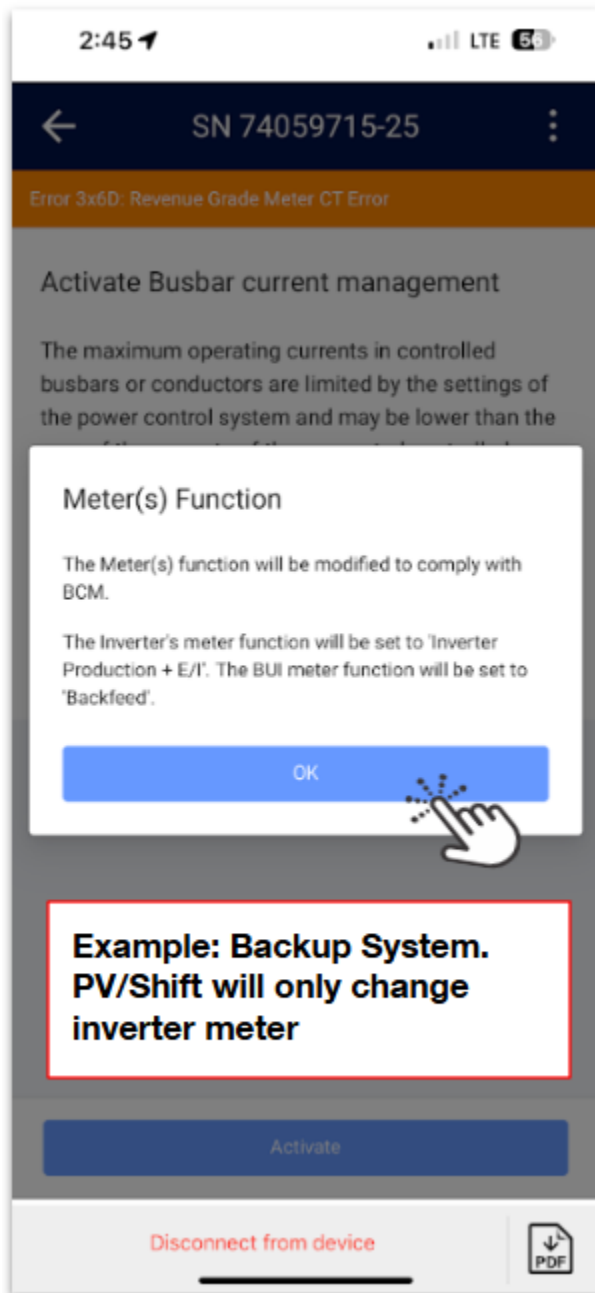 2:45
LTE 56
SN 74059715-25
Error 3x6D: Revenue Grade Meter CT Error
Activate Busbar current management
The maximum operating currents in controlled
busbars or conductors are limited by the settings of
the power control system and may be lower than the
Meter(s) Function
The Meter(s) function will be modified to comply with
BCM.
The Inverter's meter function will be set to 'Inverter
Production + E/I'. The BUI meter function will be set to
'Backfeed'.
OK
Example: Backup System.
PV/Shift will only change
inverter meter
Activate
Disconnect from device
PDF